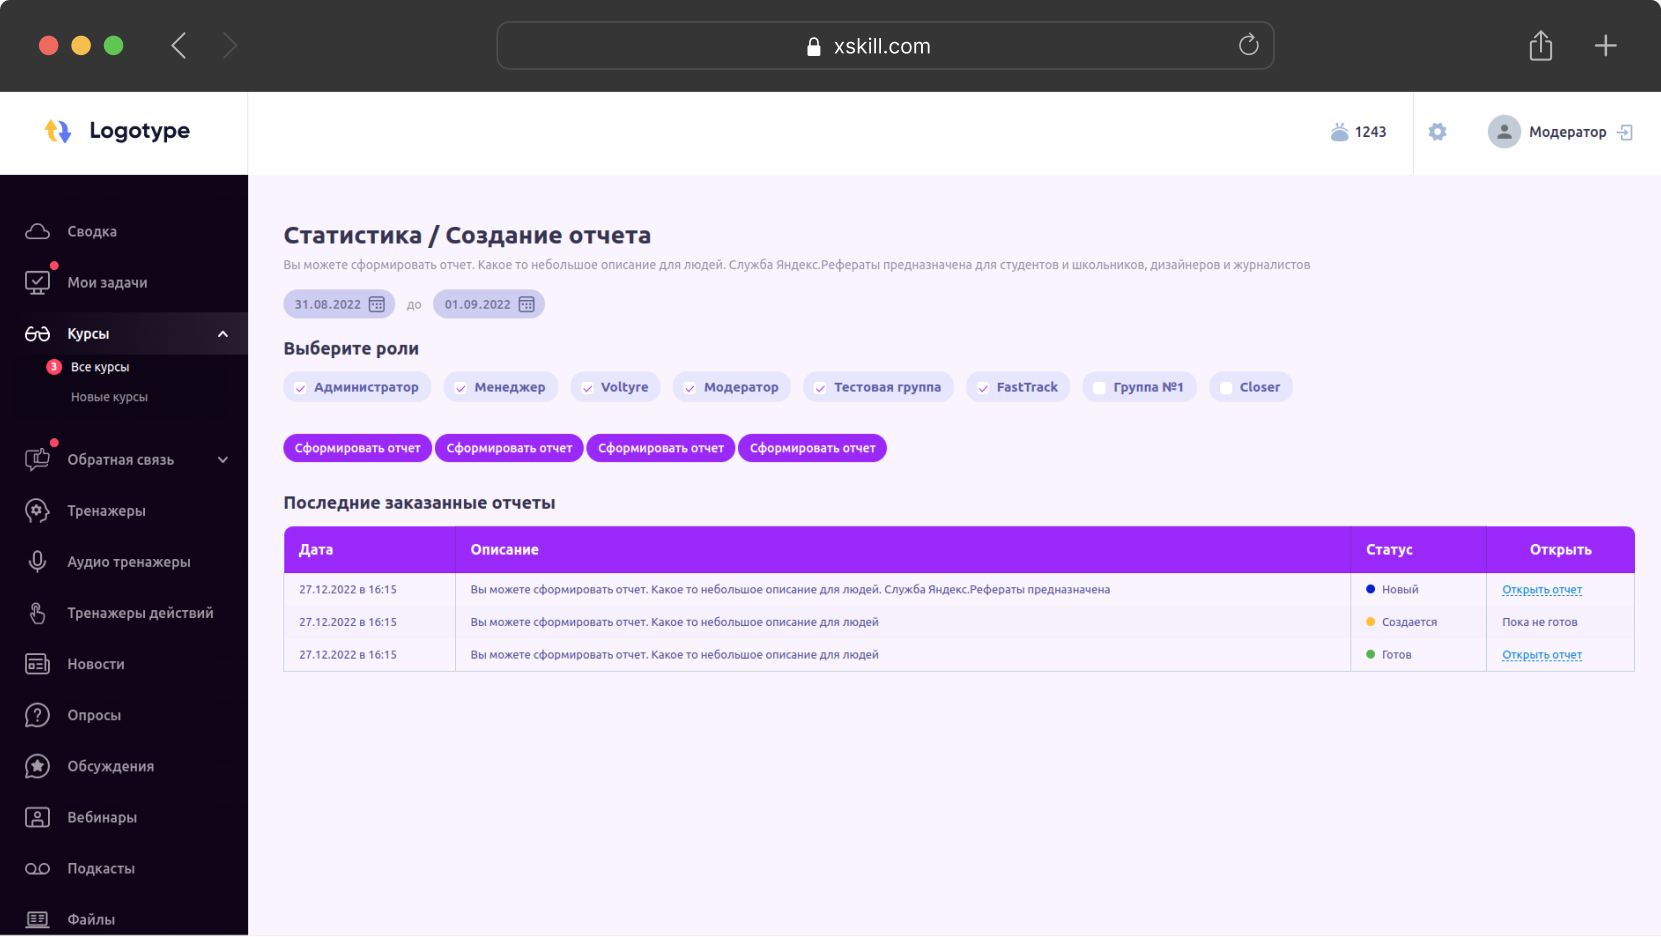 xskill.com
Logotype
1243
Модератор
Сводка
Мои задачи
Курсы
3 Все курсы
Новые курсы
Обратная связь
Тренажеры
Аудио тренажеры
Тренажеры действий
Новости
Опросы
Обсуждения
Вебинары
Подкасты
Файлы
Статистика / Создание отчета
Вы можете сформировать отчет. Какое то небольшое описание для людей. Служба Яндекс.Рефераты предназначена для студентов и школьников, дизайнеров и журналистов
31.08.2022 до 01.09.2022
Выберите роли
Администратор Менеджер Voltyre Модератор Тестовая группа FastTrack Группа №1 Closer
Сформировать отчет Сформировать отчет Сформировать отчет Сформировать отчет
Последние заказанные отчеты
Дата Описание Статус Открыть
27.12.2022 в 16:15 Вы можете сформировать отчет. Какое то небольшое описание для людей. Служба Яндекс.Рефераты предназначена Новый Открыть отчет
27.12.2022 в 16:15 Вы можете сформировать отчет. Какое то небольшое описание для людей Создается Пока не готов
27.12.2022 в 16:15 Вы можете сформировать отчет. Какое то небольшое описание для людей Готов Открыть отчет